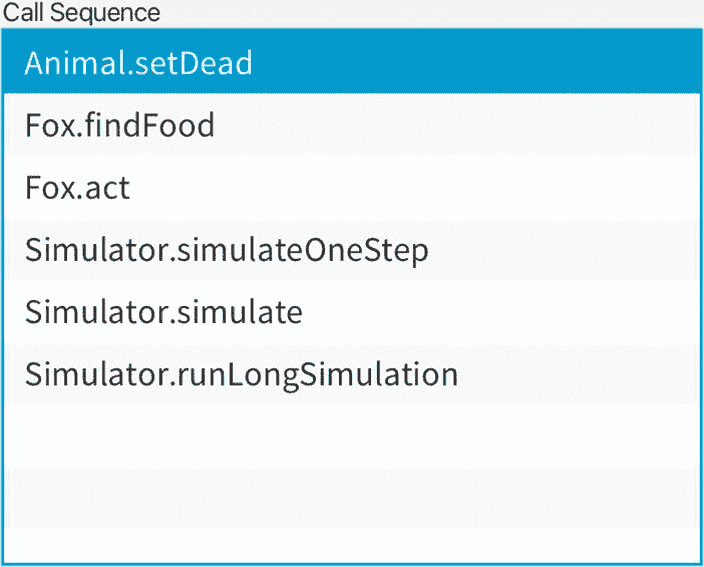 Call Sequence
Animal.setDead
Fox.findFood
Fox.act
Simulator.simulateOneStep
Simulator.simulate
Simulator.runLongSimulation